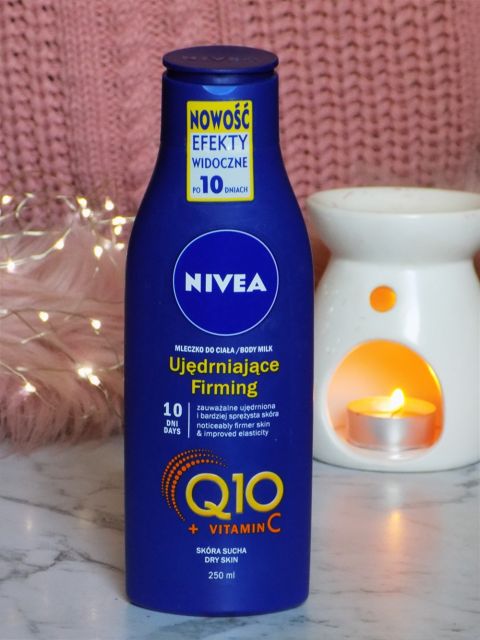 NIVEA
NOWOŚĆ
EFEKTY
WIDOCZNE
PO 10 DNIACH
NIVEA
MLECZKO DO CIAŁA/BODY MILK
Ujędrniające
Firming
10
DNI
DAYS
zauważalne ujędrniona
i bardziej sprężysta skóra
noticeably firmer skin
& improved elasticity
Q10
+ VITAMIN C
SKÓRA SUCHA
DRY SKIN
250 ml